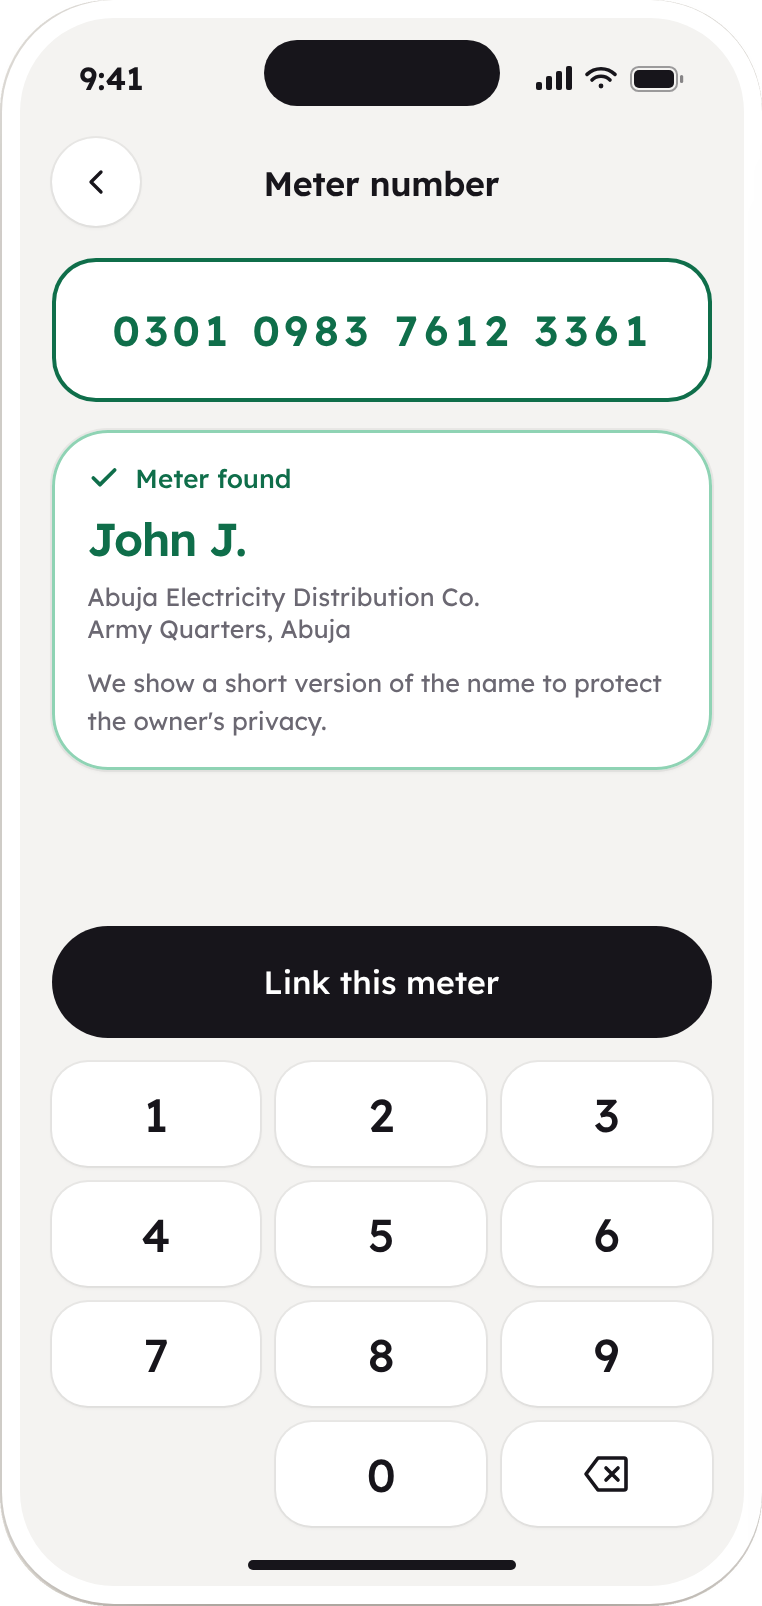 9:41
Meter number
0301 0983 7612 3361
Meter found
John J.
Abuja Electricity Distribution Co.
Army Quarters, Abuja
We show a short version of the name to protect
the owner's privacy.
Link this meter
1 2 3
4 5 6
7 8 9
0